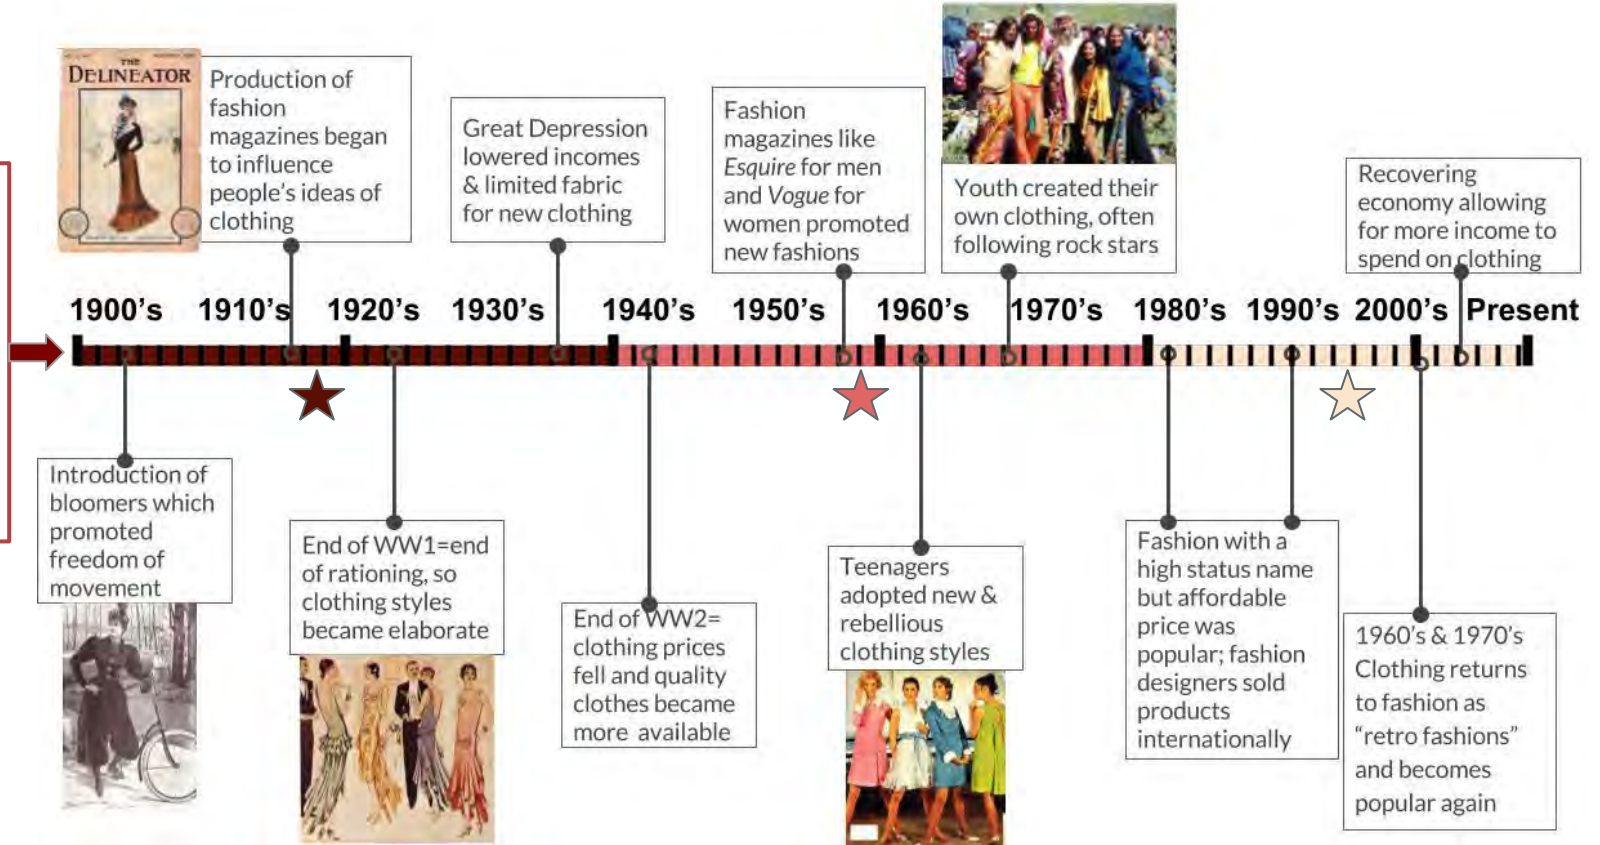 THE
DELINEATOR
Production of
fashion
magazines began
to influence
people's ideas of
clothing
Great Depression
lowered incomes
& limited fabric
for new clothing
Fashion
magazines like
Esquire for men
and Vogue for
women promoted
new fashions
Youth created their
own clothing, often
following rock stars
Recovering
economy allowing
for more income to
spend on clothing
1900's 1910's 1920's 1930's 1940's 1950's 1960's 1970's 1980's 1990's 2000's Present
Introduction of
bloomers which
promoted
freedom of
movement
End of WW1=end
of rationing, so
clothing styles
became elaborate
End of WW2=
clothing prices
fell and quality
clothes became
more available
Teenagers
adopted new &
rebellious
clothing styles
Fashion with a
high status name
but affordable
price was
popular; fashion
designers sold
products
internationally
1960's & 1970's
Clothing returns
to fashion as
“retro fashions”
and becomes
popular again